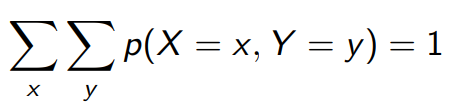 ∑∑p(X = x, Y = y) = 1
x y